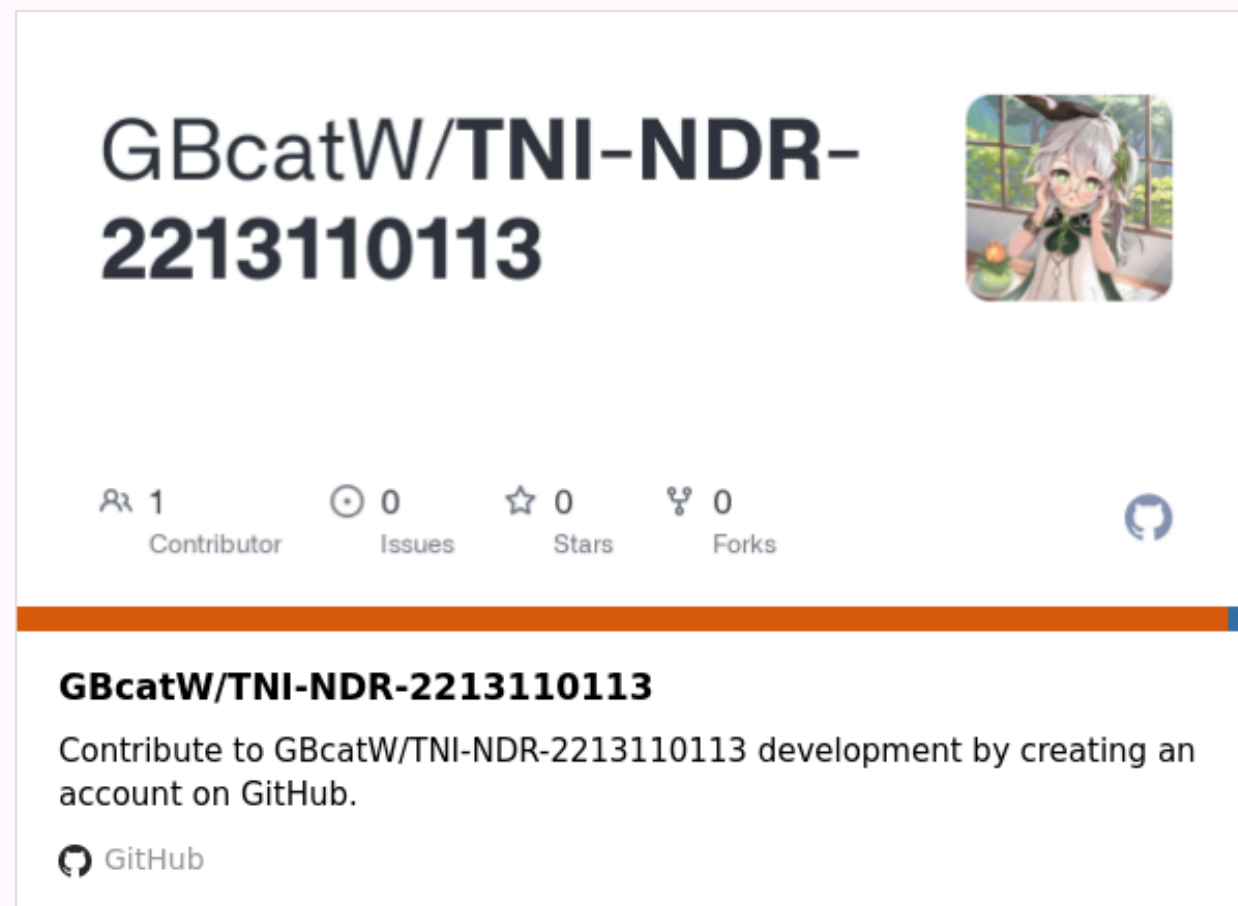 GBcatW/TNI-NDR-
2213110113
1
Contributor
0
Issues
0
Stars
0
Forks
GBcatW/TNI-NDR-2213110113
Contribute to GBcatW/TNI-NDR-2213110113 development by creating an
account on GitHub.
GitHub